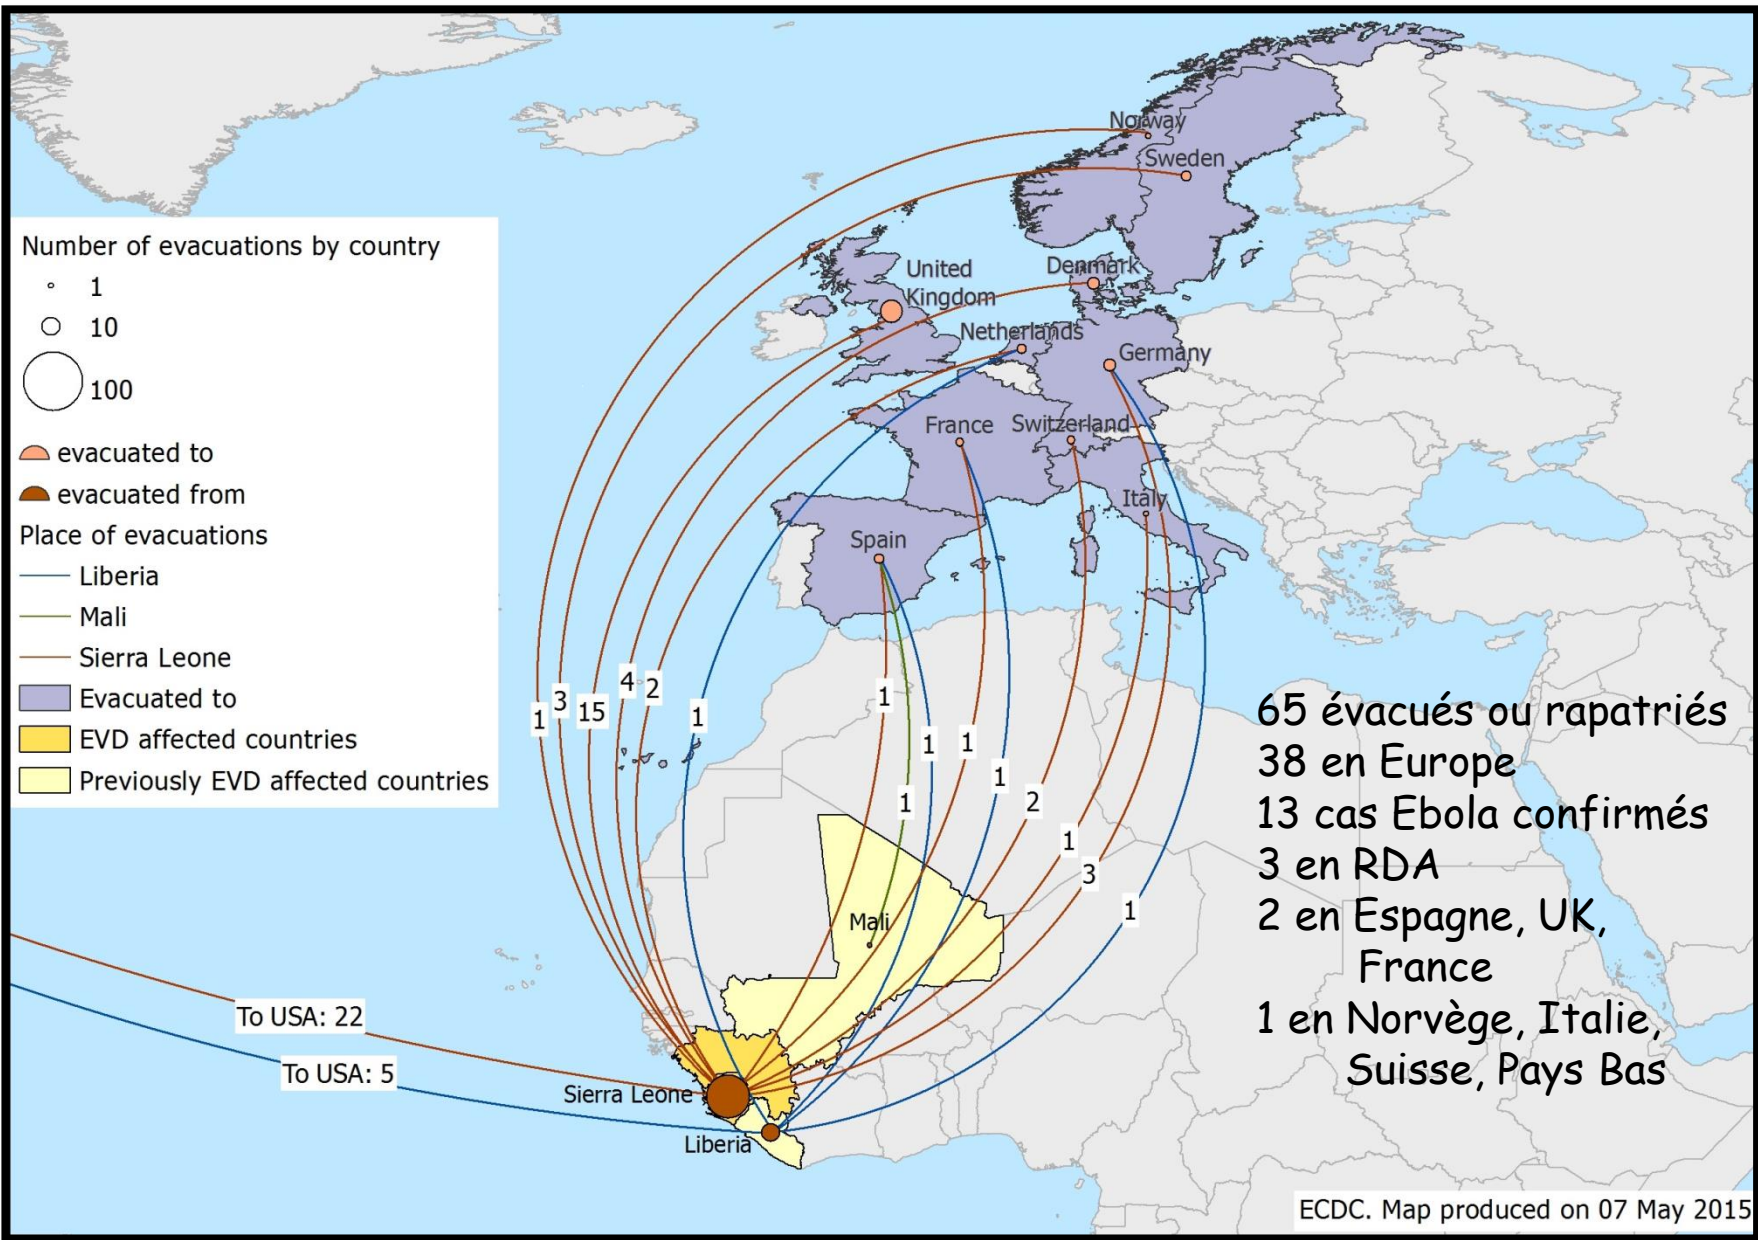 Norway
Sweden
Number of evacuations by country
1
10
100
evacuated to
evacuated from
Place of evacuations
Liberia
Mali
Sierra Leone
Evacuated to
EVD affected countries
Previously EVD affected countries
United
Kingdom
Denmark
Netherlands
Germany
France
Switzerland
Italy
Spain
1
3
15
4
2
1
1
1
1
1
1
2
1
3
1
65 évacués ou rapatriés
38 en Europe
13 cas Ebola confirmés
3 en RDA
2 en Espagne, UK,
France
1 en Norvège, Italie,
Suisse, Pays Bas
Mali
To USA: 22
To USA: 5
Sierra Leone
Liberia
ECDC. Map produced on 07 May 2015